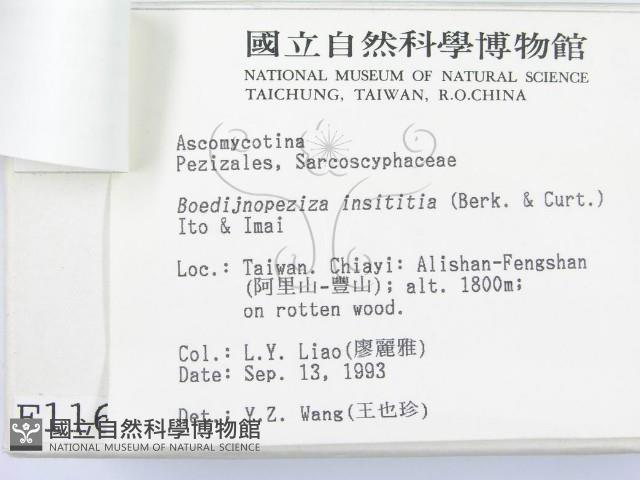 國立自然科學博物館
NATIONAL MUSEUM OF NATURAL SCIENCE
TAICHUNG, TAIWAN, R.O.CHINA
Ascomycotina
Pezizales, Sarcoscyphaceae
Boedijnopeziza insititia (Berk. & Curt.)
Ito & Imai
Loc.: Taiwan. Chiayi: Alishan-Fengshan
(阿里山-豐山); alt. 1800m;
on rotten wood.
Col.: L.Y. Liao(廖麗雅)
Date: Sep. 13, 1993
Det.: Y.Z. Wang(王也珍)
F116
國立自然科學博物館
NATIONAL MUSEUM OF NATURAL SCIENCE